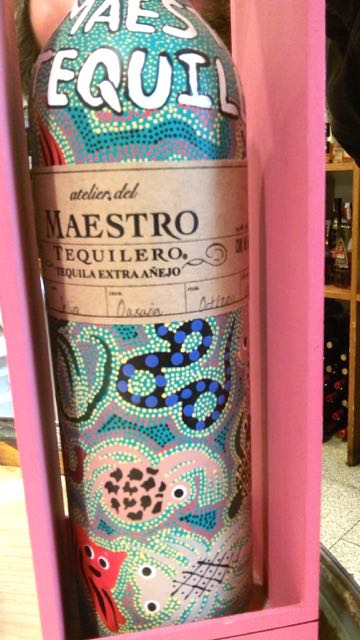 MAES
TEQUIL
atelier del
MAESTRO
TEQUILERO
TEQUILA EXTRA AÑEJO
Oaxaca